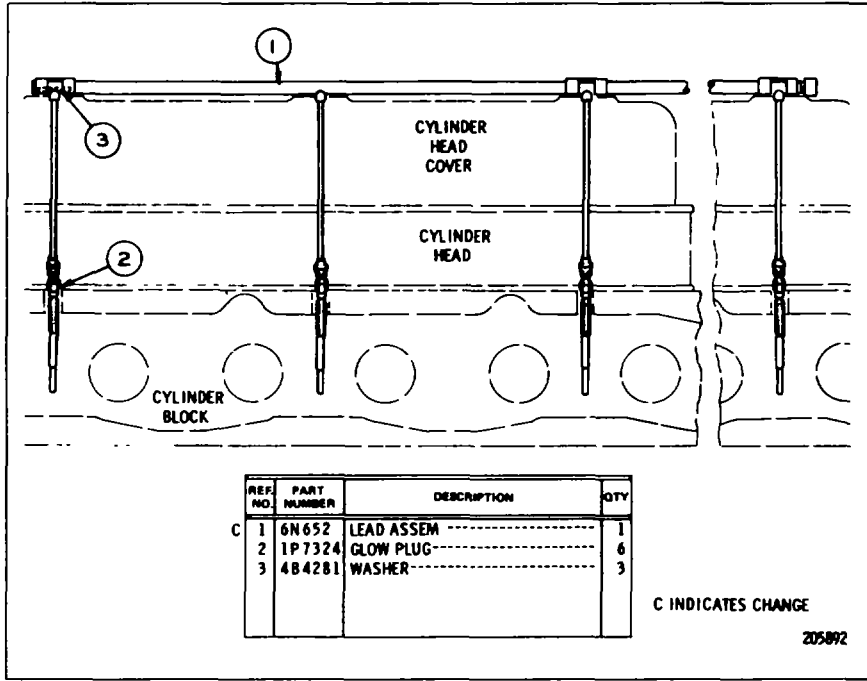 1
3
CYLINDER
HEAD
COVER
CYLINDER
HEAD
2
CYLINDER
BLOCK
REF. NO. PART NUMBER DESCRIPTION QTY
C 1 6N652 LEAD ASSEM 1
2 1P7324 GLOW PLUG 6
3 4B4281 WASHER 3
C INDICATES CHANGE
205892